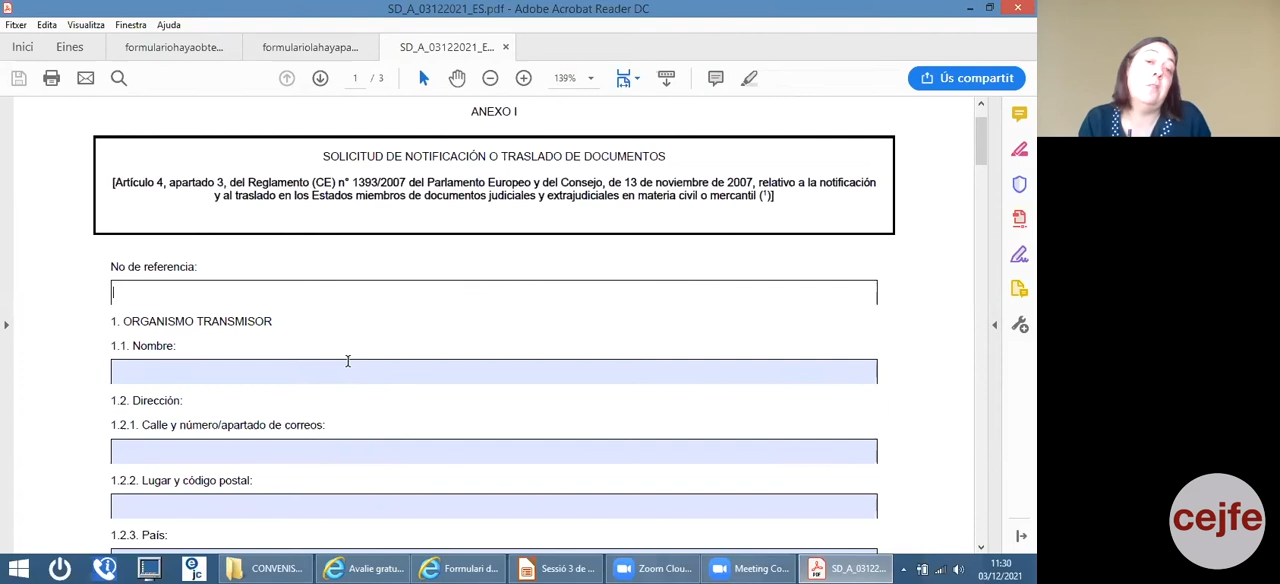 SD_A_03122021_ES.pdf - Adobe Acrobat Reader DC
Fitxer Edita Visualitza Finestra Ajuda
Inici Eines formulariohayaobte... formulariolahayapa... SD_A_03122021_E... ×
1 / 3 139% Ús compartit
ANEXO I
SOLICITUD DE NOTIFICACIÓN O TRASLADO DE DOCUMENTOS
[Artículo 4, apartado 3, del Reglamento (CE) n° 1393/2007 del Parlamento Europeo y del Consejo, de 13 de noviembre de 2007, relativo a la notificación
y al traslado en los Estados miembros de documentos judiciales y extrajudiciales en materia civil o mercantil (¹)]
No de referencia:
1. ORGANISMO TRANSMISOR
1.1. Nombre:
1.2. Dirección:
1.2.1. Calle y número/apartado de correos:
1.2.2. Lugar y código postal:
1.2.3. País:
cejfe
e jc CONVENIS... Avalie gratu... Formulari d... Sessió 3 de ... Zoom Clou... Meeting Co... SD_A_03122... 11:30
03/12/2021